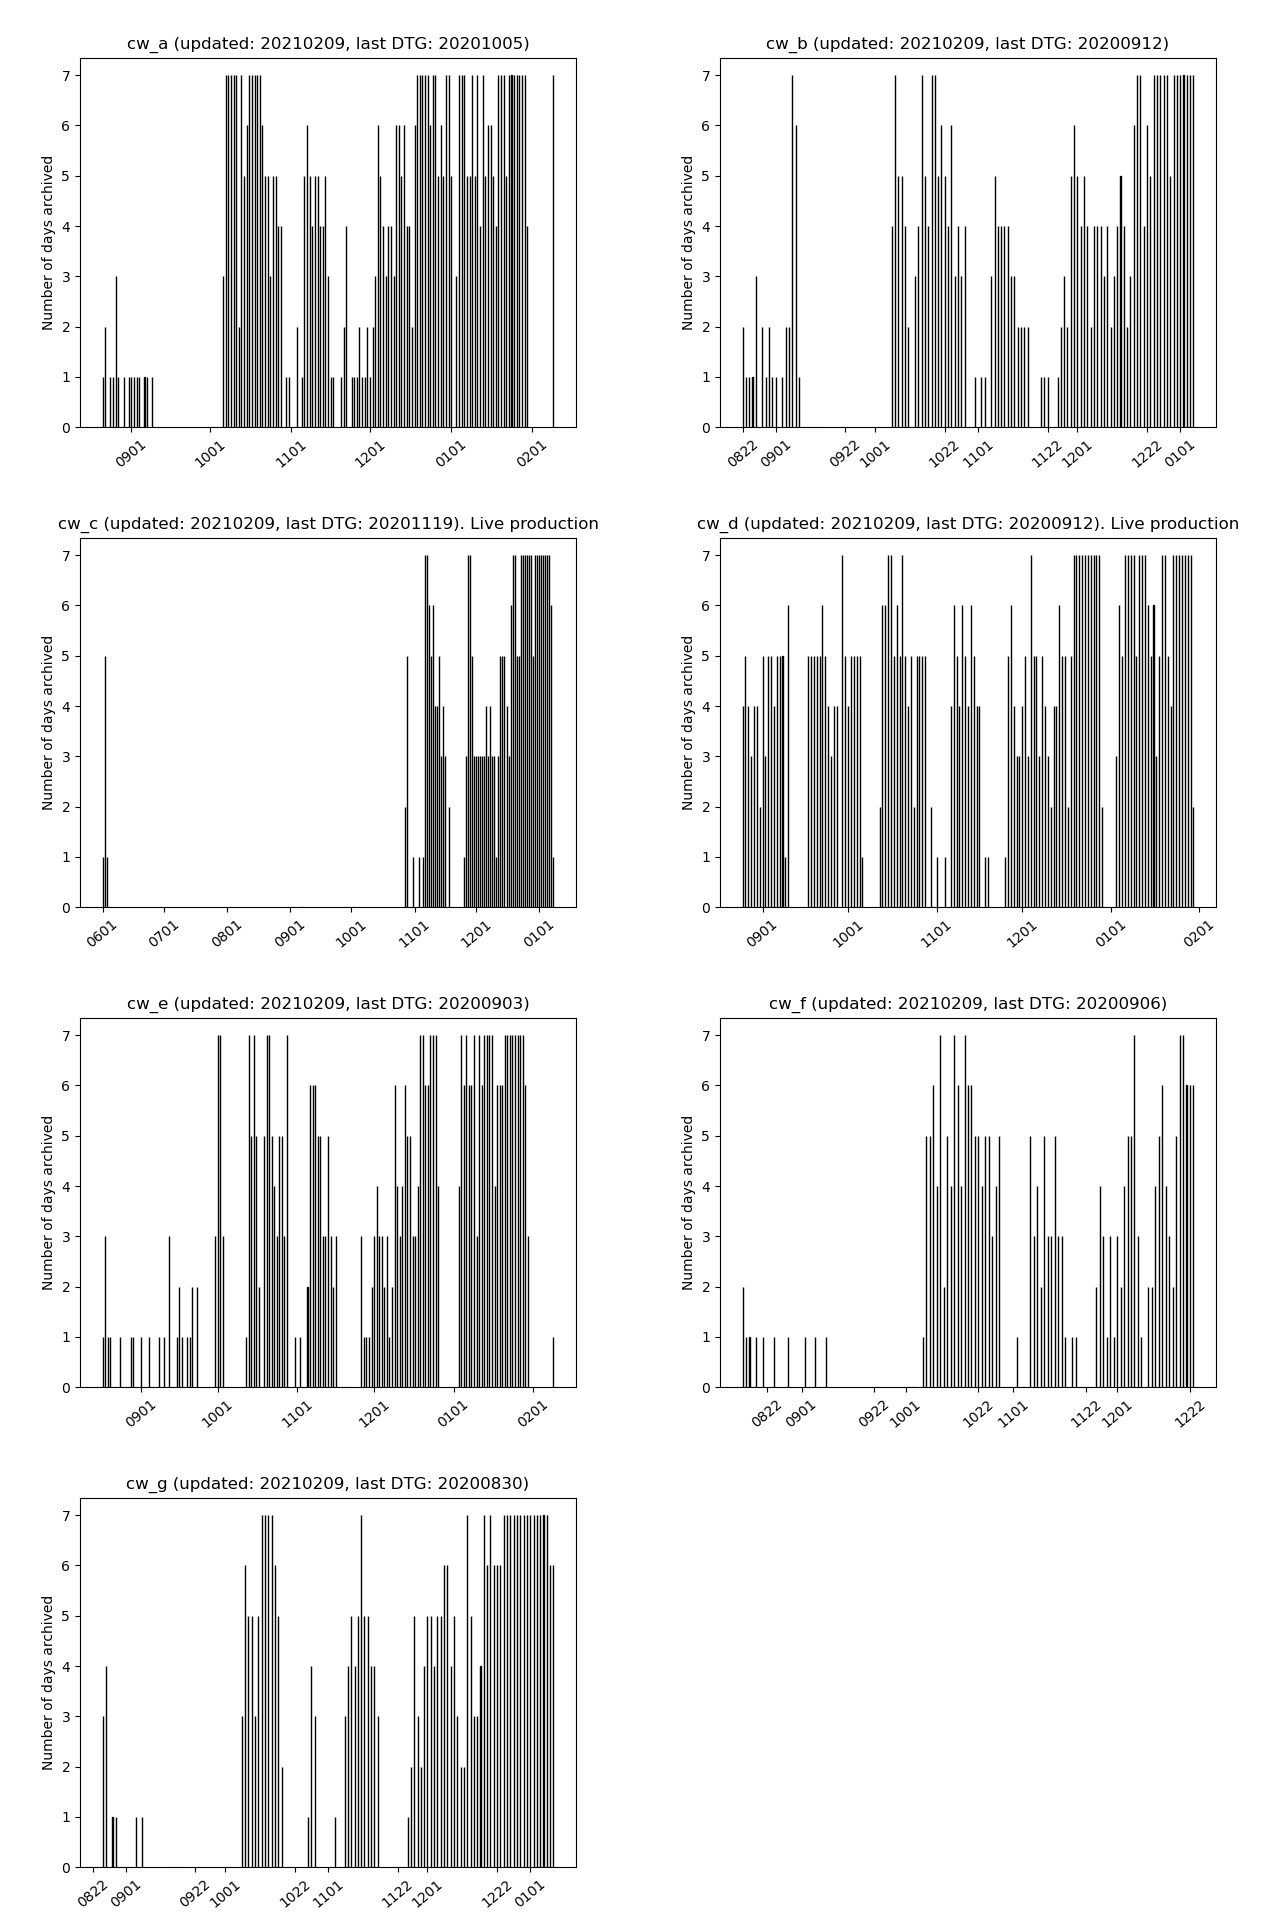 cw_a (updated: 20210209, last DTG: 20201005)
Number of days archived
7
6
5
4
3
2
1
0
0901 1001 1101 1201 0101 0201
cw_b (updated: 20210209, last DTG: 20200912)
Number of days archived
7
6
5
4
3
2
1
0
0822 0901 0922 1001 1022 1101 1122 1201 1222 0101
cw_c (updated: 20210209, last DTG: 20201119). Live production
Number of days archived
7
6
5
4
3
2
1
0
0601 0701 0801 0901 1001 1101 1201 0101
cw_d (updated: 20210209, last DTG: 20200912). Live production
Number of days archived
7
6
5
4
3
2
1
0
0901 1001 1101 1201 0101 0201
cw_e (updated: 20210209, last DTG: 20200903)
Number of days archived
7
6
5
4
3
2
1
0
0901 1001 1101 1201 0101 0201
cw_f (updated: 20210209, last DTG: 20200906)
Number of days archived
7
6
5
4
3
2
1
0
0822 0901 0922 1001 1022 1101 1122 1201 1222
cw_g (updated: 20210209, last DTG: 20200830)
Number of days archived
7
6
5
4
3
2
1
0
0822 0901 0922 1001 1022 1101 1122 1201 1222 0101